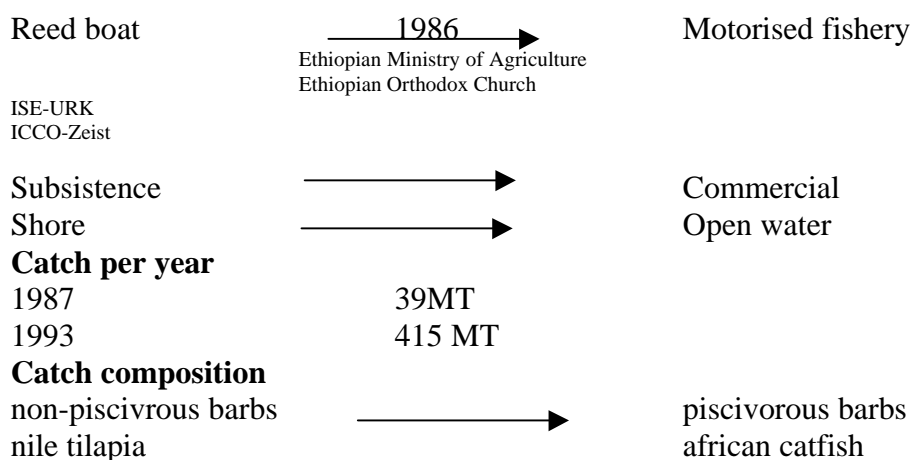 Reed boat 1986 Motorised fishery
Ethiopian Ministry of Agriculture
Ethiopian Orthodox Church
ISE-URK
ICCO-Zeist
Subsistence Commercial
Shore Open water
Catch per year
1987 39MT
1993 415 MT
Catch composition
non-piscivrous barbs piscivorous barbs
nile tilapia african catfish